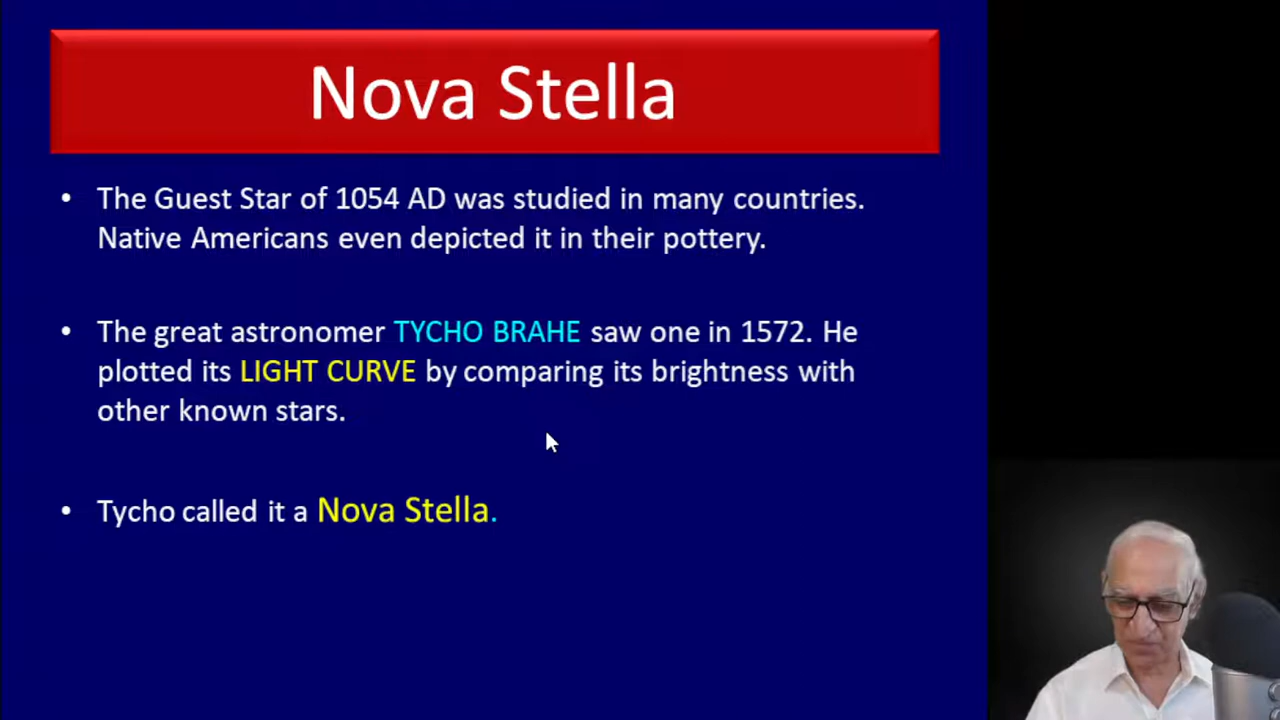 Nova Stella
• The Guest Star of 1054 AD was studied in many countries.
Native Americans even depicted it in their pottery.
• The great astronomer TYCHO BRAHE saw one in 1572. He
plotted its LIGHT CURVE by comparing its brightness with
other known stars.
• Tycho called it a Nova Stella.